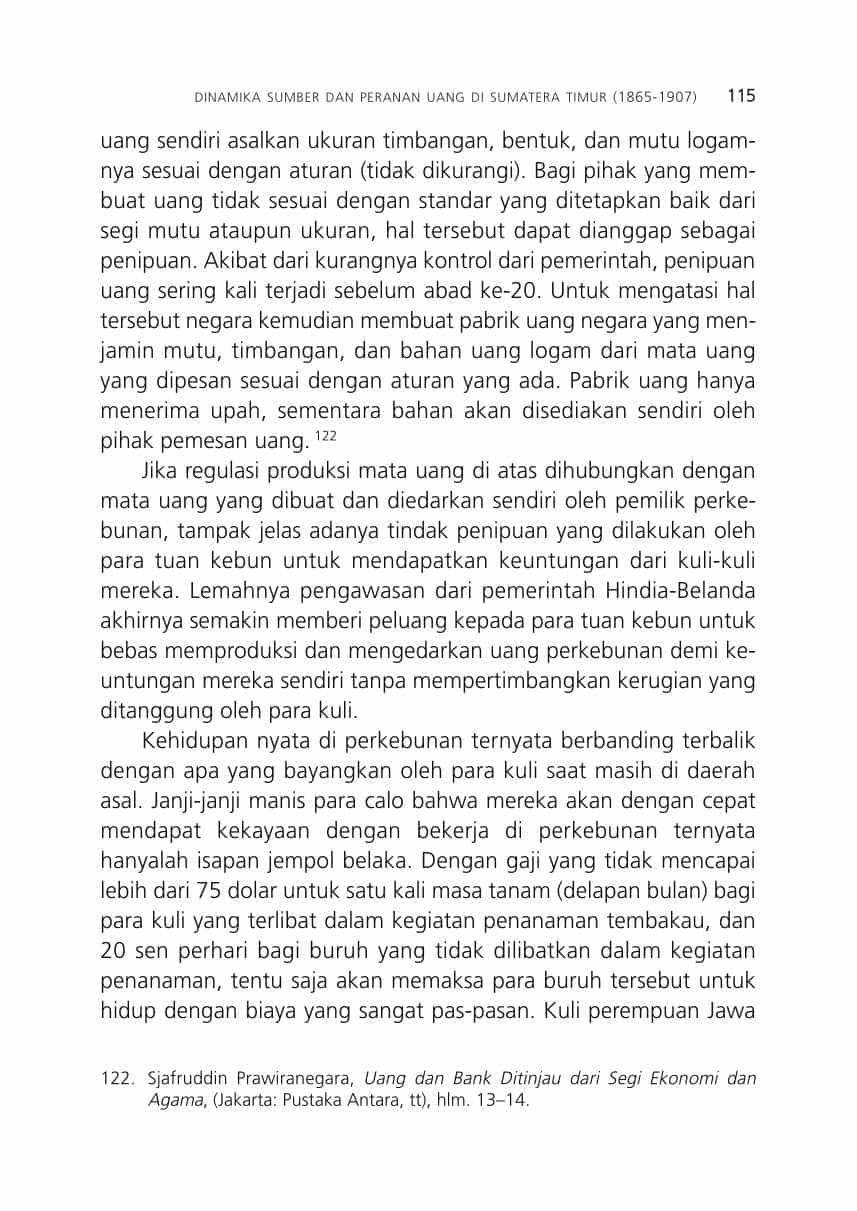 DINAMIKA SUMBER DAN PERANAN UANG DI SUMATERA TIMUR (1865-1907) 115
uang sendiri asalkan ukuran timbangan, bentuk, dan mutu logam-
nya sesuai dengan aturan (tidak dikurangi). Bagi pihak yang mem-
buat uang tidak sesuai dengan standar yang ditetapkan baik dari
segi mutu ataupun ukuran, hal tersebut dapat dianggap sebagai
penipuan. Akibat dari kurangnya kontrol dari pemerintah, penipuan
uang sering kali terjadi sebelum abad ke-20. Untuk mengatasi hal
tersebut negara kemudian membuat pabrik uang negara yang men-
jamin mutu, timbangan, dan bahan uang logam dari mata uang
yang dipesan sesuai dengan aturan yang ada. Pabrik uang hanya
menerima upah, sementara bahan akan disediakan sendiri oleh
pihak pemesan uang. 122
Jika regulasi produksi mata uang di atas dihubungkan dengan
mata uang yang dibuat dan diedarkan sendiri oleh pemilik perke-
bunan, tampak jelas adanya tindak penipuan yang dilakukan oleh
para tuan kebun untuk mendapatkan keuntungan dari kuli-kuli
mereka. Lemahnya pengawasan dari pemerintah Hindia-Belanda
akhirnya semakin memberi peluang kepada para tuan kebun untuk
bebas memproduksi dan mengedarkan uang perkebunan demi ke-
untungan mereka sendiri tanpa mempertimbangkan kerugian yang
ditanggung oleh para kuli.
Kehidupan nyata di perkebunan ternyata berbanding terbalik
dengan apa yang bayangkan oleh para kuli saat masih di daerah
asal. Janji-janji manis para calo bahwa mereka akan dengan cepat
mendapat kekayaan dengan bekerja di perkebunan ternyata
hanyalah isapan jempol belaka. Dengan gaji yang tidak mencapai
lebih dari 75 dolar untuk satu kali masa tanam (delapan bulan) bagi
para kuli yang terlibat dalam kegiatan penanaman tembakau, dan
20 sen perhari bagi buruh yang tidak dilibatkan dalam kegiatan
penanaman, tentu saja akan memaksa para buruh tersebut untuk
hidup dengan biaya yang sangat pas-pasan. Kuli perempuan Jawa
122. Sjafruddin Prawiranegara, Uang dan Bank Ditinjau dari Segi Ekonomi dan
Agama, (Jakarta: Pustaka Antara, tt), hlm. 13–14.